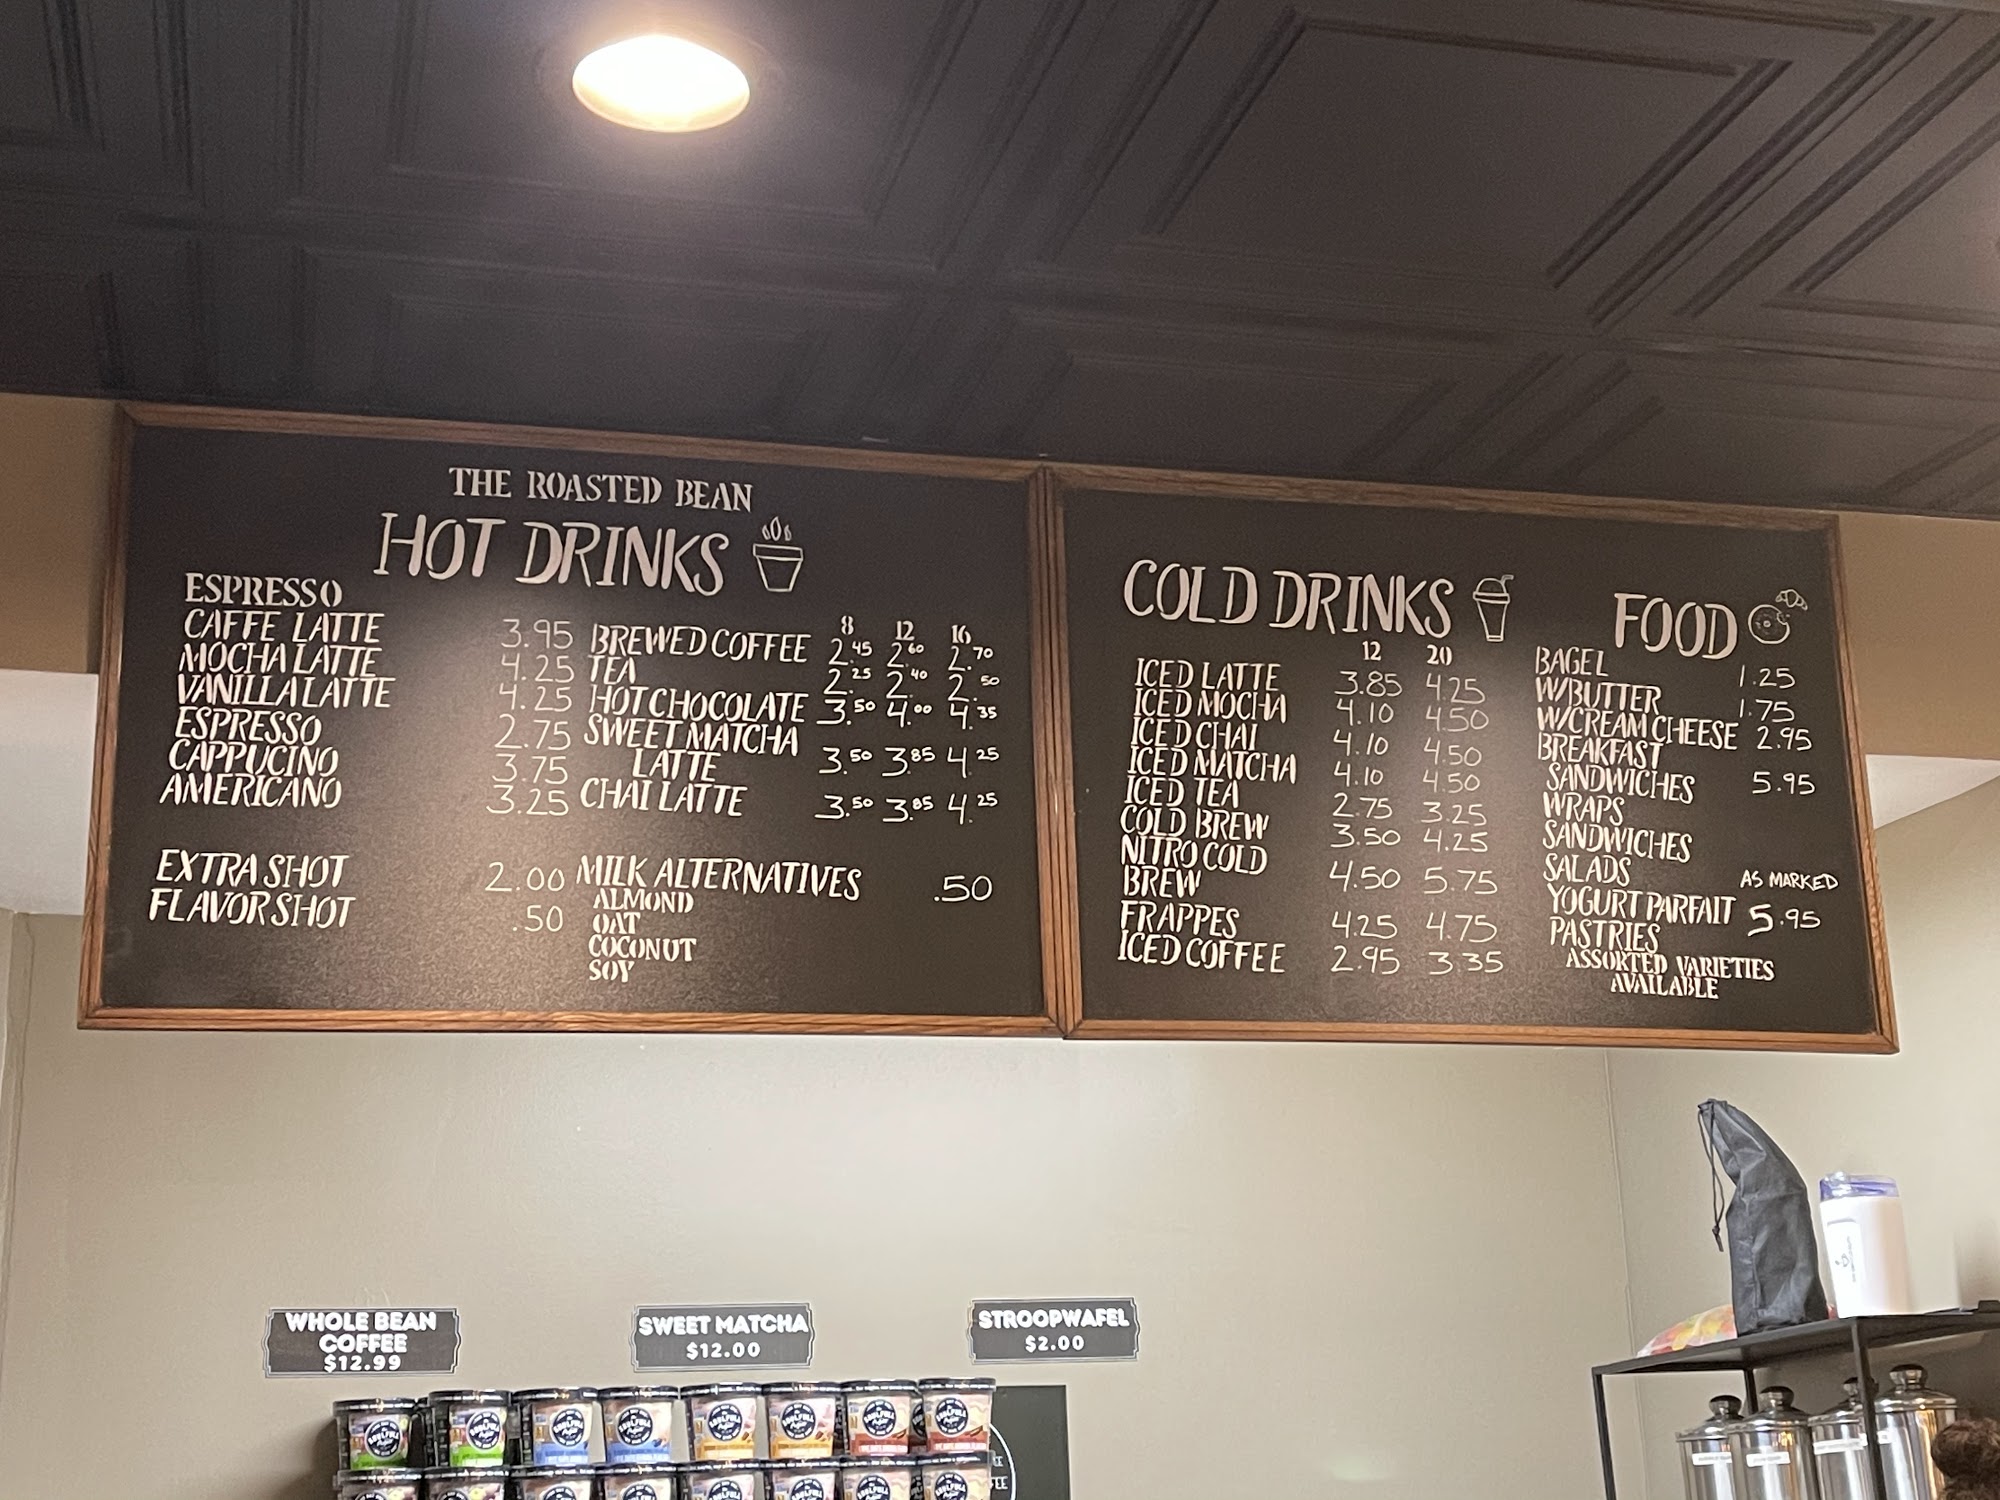 THE ROASTED BEAN
HOT DRINKS
ESPRESSO
CAFFE LATTE 3.95
MOCHA LATTE 4.25
VANILLA LATTE 4.25
ESPRESSO 2.75
CAPPUCINO 3.75
AMERICANO 3.25
EXTRA SHOT 2.00
FLAVOR SHOT .50
8 12 16
BREWED COFFEE 2.45 2.60 2.70
TEA 2.25 2.40 2.50
HOT CHOCOLATE 3.50 4.00 4.35
SWEET MATCHA
LATTE 3.50 3.85 4.25
CHAI LATTE 3.50 3.85 4.25
MILK ALTERNATIVES .50
ALMOND
OAT
COCONUT
SOY
COLD DRINKS
12 20
ICED LATTE 3.85 4.25
ICED MOCHA 4.10 4.50
ICED CHAI 4.10 4.50
ICED MATCHA 4.10 4.50
ICED TEA 2.75 3.25
COLD BREW 3.50 4.25
NITRO COLD
BREW 4.50 5.75
FRAPPES 4.25 4.75
ICED COFFEE 2.95 3.35
FOOD
BAGEL 1.25
W/BUTTER 1.75
W/CREAM CHEESE 2.95
BREAKFAST
SANDWICHES 5.95
WRAPS
SANDWICHES
SALADS AS MARKED
YOGURT PARFAIT 5.95
PASTRIES
ASSORTED VARIETIES
AVAILABLE
WHOLE BEAN
COFFEE
$12.99
SWEET MATCHA
$12.00
STROOPWAFEL
$2.00
SOULFULL
SOULFULL
SOULFULL
SOULFULL
SOULFULL
SOULFULL
SOULFULL
SOULFULL